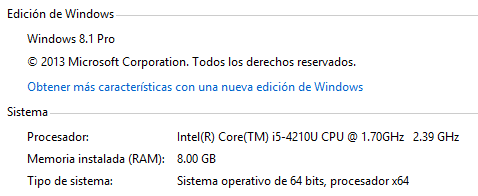 Edición de Windows
Windows 8.1 Pro
© 2013 Microsoft Corporation. Todos los derechos reservados.
Obtener más características con una nueva edición de Windows
Sistema
Procesador: Intel(R) Core(TM) i5-4210U CPU @ 1.70GHz 2.39 GHz
Memoria instalada (RAM): 8.00 GB
Tipo de sistema: Sistema operativo de 64 bits, procesador x64